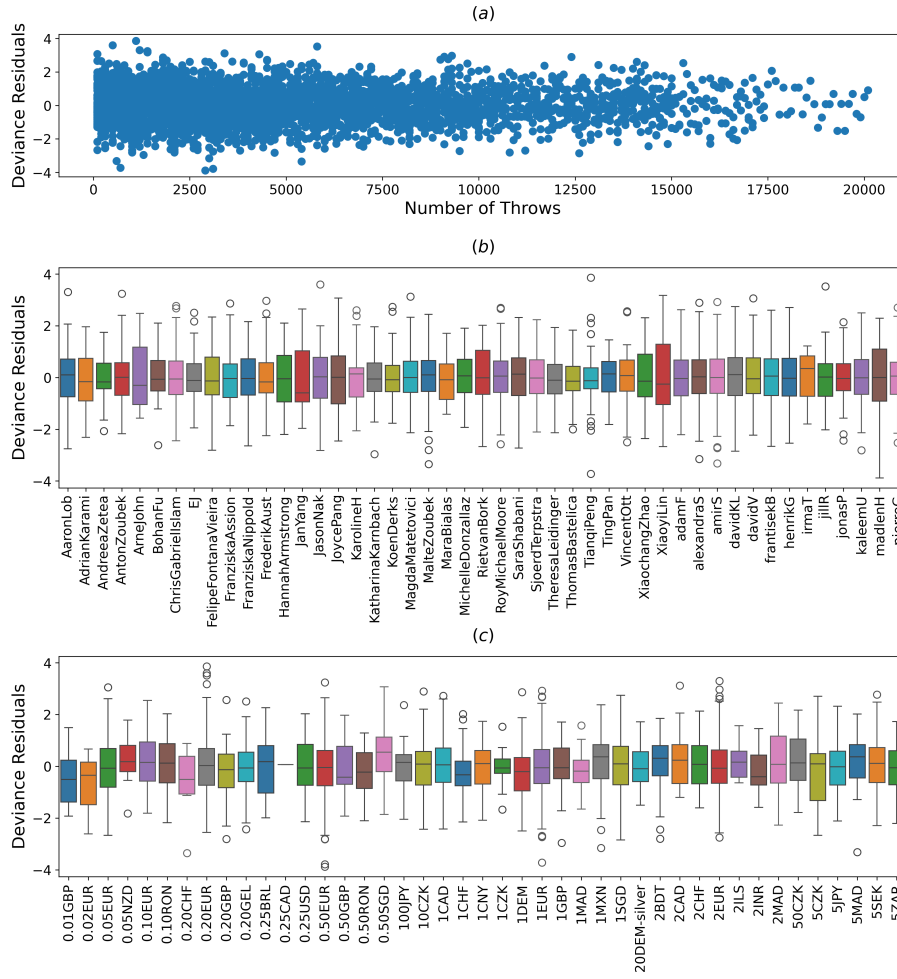 (a)
Deviance Residuals
4
2
0
−2
−4
0 2500 5000 7500 10000 12500 15000 17500 20000
Number of Throws
(b)
Deviance Residuals
4
2
0
−2
−4
AaronLob
AdrianKarami
AndreeaZetea
AntonZoubek
ArneJohn
BohanFu
ChrisGabrielIslam
EJ
FelipeFontanaVieira
FranziskaAssion
FranziskaNippold
FrederikAust
HannahArmstrong
JanYang
JasonNak
JoycePang
KarolineH
KatharinaKarnbach
KoenDerks
MagdaMatetovici
MalteZoubek
MaraBialas
MichelleDonzallaz
RietvanBork
RoyMichaelMoore
SaraShabani
SjoerdTerpstra
TheresaLeidinger
ThomasBastelica
TianqiPeng
TingPan
VincentOtt
XiaochangZhao
XiaoyiLin
adamF
alexandraS
amirS
davidKL
davidV
frantisekB
henrikG
irmaT
jillR
jonasP
kaleemU
madlenH
pierreG
(c)
Deviance Residuals
4
2
0
−2
−4
0.01GBP
0.02EUR
0.05EUR
0.05NZD
0.10EUR
0.10RON
0.20CHF
0.20EUR
0.20GBP
0.20GEL
0.25BRL
0.25CAD
0.25USD
0.50EUR
0.50GBP
0.50RON
0.50SGD
100JPY
10CZK
1CAD
1CHF
1CNY
1CZK
1DEM
1EUR
1GBP
1MAD
1MXN
1SGD
20DEM-silver
2BDT
2CAD
2CHF
2EUR
2ILS
2INR
2MAD
50CZK
5CZK
5JPY
5MAD
5SEK
5ZAR